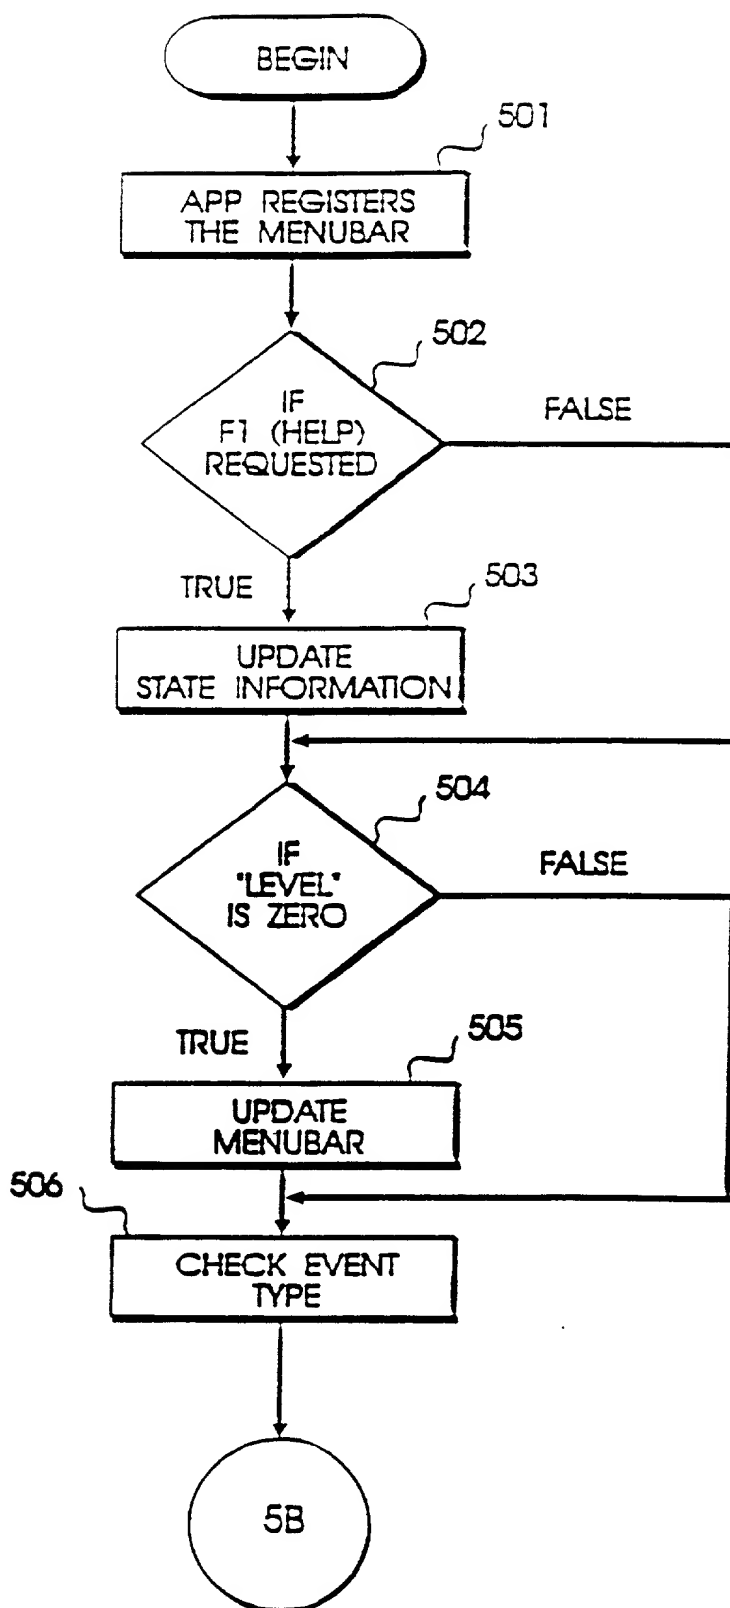 BEGIN
501
APP REGISTERS
THE MENUBAR
502
IF
F1 (HELP)
REQUESTED
FALSE
TRUE
503
UPDATE
STATE INFORMATION
504
IF
"LEVEL"
IS ZERO
FALSE
TRUE
505
UPDATE
MENUBAR
506
CHECK EVENT
TYPE
5B